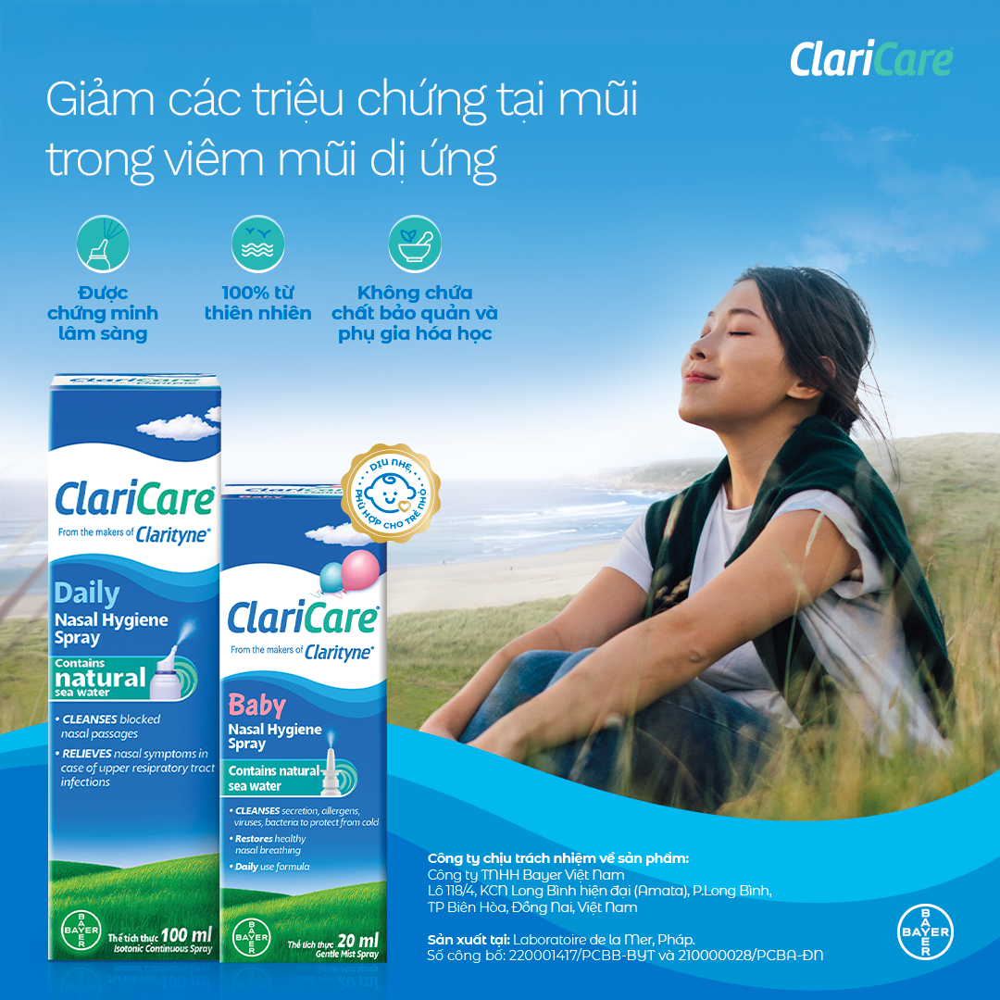 ClariCare
Giảm các triệu chứng tại mũi
trong viêm mũi dị ứng
Được
chứng minh
lâm sàng
100% từ
thiên nhiên
Không chứa
chất bảo quản và
phụ gia hóa học
ClariCare
Clarityne
ClariCare®
From the makers of Clarityne®
Daily
Nasal Hygiene
Spray
Contains
natural
sea water
• CLEANSES blocked
nasal passages
• RELIEVES nasal symptoms in
case of upper respiratory tract
infections
BAYER
BAYER
Thể tích thực 100 ml
Isotonic Continuous Spray
DỊU NHẸ,
PHÙ HỢP CHO TRẺ NHỎ
Baby
ClariCare®
From the makers of Clarityne®
Baby
Nasal Hygiene
Spray
Contains natural
sea water
• CLEANSES secretion, allergens,
viruses, bacteria to protect from cold
• Restores healthy
nasal breathing
• Daily use formula
BAYER
BAYER
Thể tích thực 20 ml
Gentle Mist Spray
Công ty chịu trách nhiệm về sản phẩm:
Công ty TNHH Bayer Việt Nam
Lô 118/4, KCN Long Bình hiện đại (Amata), P.Long Bình,
TP Biên Hòa, Đồng Nai, Việt Nam
Sản xuất tại: Laboratoire de la Mer, Pháp.
Số công bố: 220001417/PCBB-BYT và 210000028/PCBA-ĐN
BAYER
BAYER